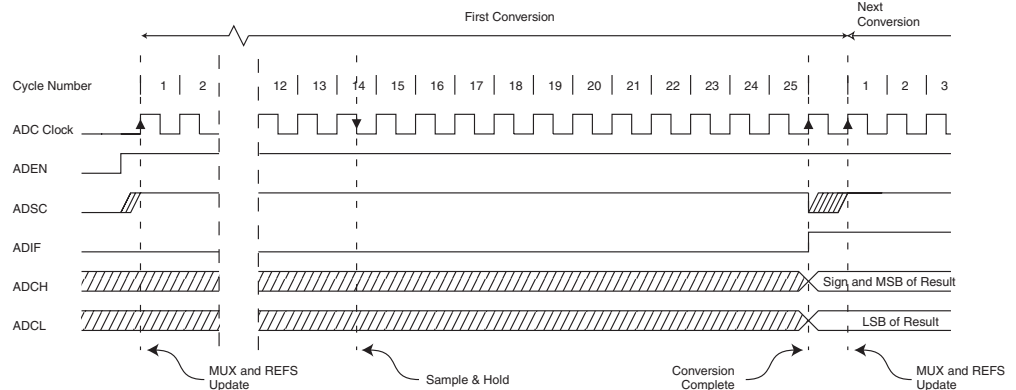 First Conversion
Next
Conversion
Cycle Number 1 2 12 13 14 15 16 17 18 19 20 21 22 23 24 25 1 2 3
ADC Clock
ADEN
ADSC
ADIF
ADCH
Sign and MSB of Result
ADCL
LSB of Result
MUX and REFS
Update
Sample & Hold
Conversion
Complete
MUX and REFS
Update